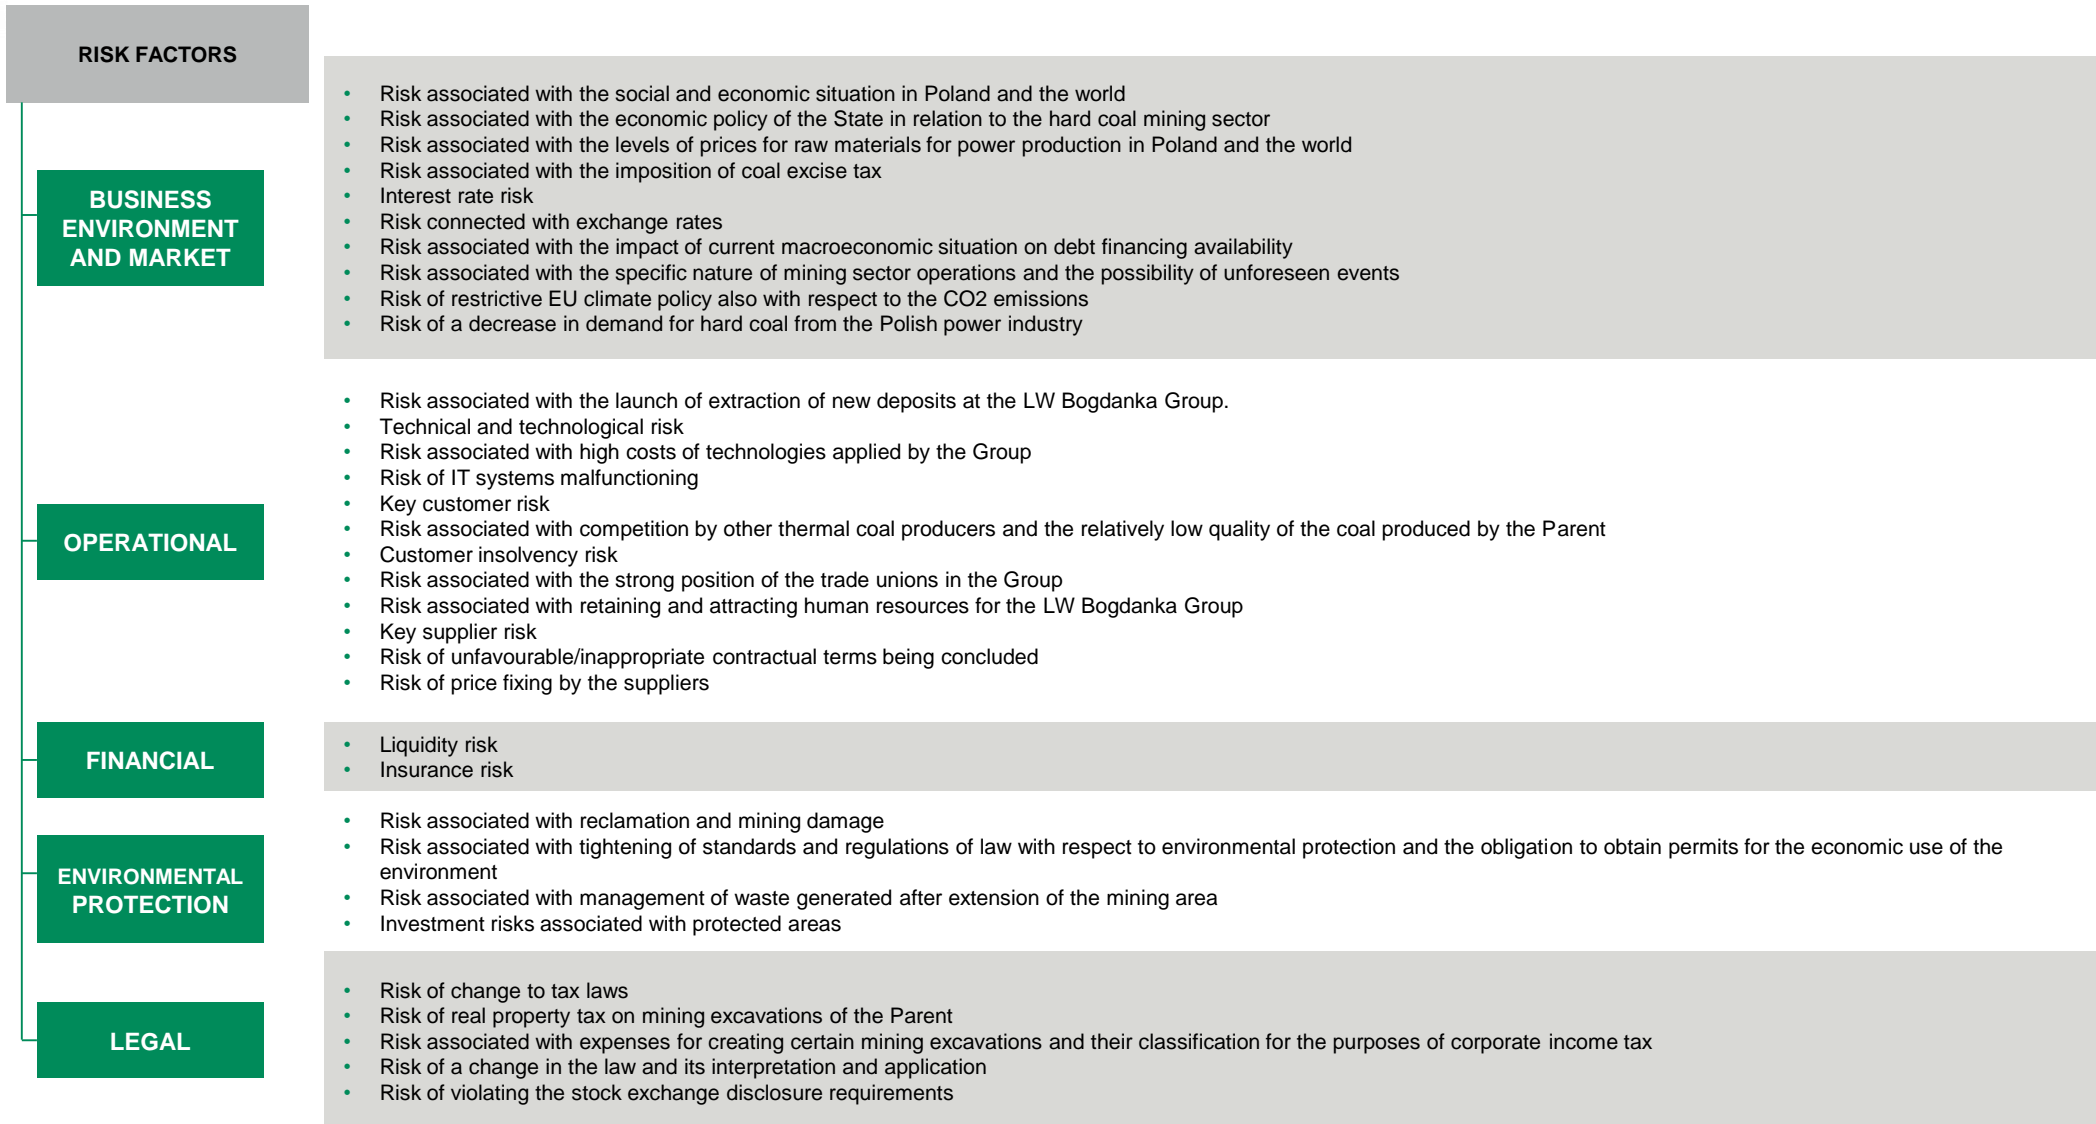 RISK FACTORS
BUSINESS
ENVIRONMENT
AND MARKET
• Risk associated with the social and economic situation in Poland and the world
• Risk associated with the economic policy of the State in relation to the hard coal mining sector
• Risk associated with the levels of prices for raw materials for power production in Poland and the world
• Risk associated with the imposition of coal excise tax
• Interest rate risk
• Risk connected with exchange rates
• Risk associated with the impact of current macroeconomic situation on debt financing availability
• Risk associated with the specific nature of mining sector operations and the possibility of unforeseen events
• Risk of restrictive EU climate policy also with respect to the CO2 emissions
• Risk of a decrease in demand for hard coal from the Polish power industry
OPERATIONAL
• Risk associated with the launch of extraction of new deposits at the LW Bogdanka Group.
• Technical and technological risk
• Risk associated with high costs of technologies applied by the Group
• Risk of IT systems malfunctioning
• Key customer risk
• Risk associated with competition by other thermal coal producers and the relatively low quality of the coal produced by the Parent
• Customer insolvency risk
• Risk associated with the strong position of the trade unions in the Group
• Risk associated with retaining and attracting human resources for the LW Bogdanka Group
• Key supplier risk
• Risk of unfavourable/inappropriate contractual terms being concluded
• Risk of price fixing by the suppliers
FINANCIAL
• Liquidity risk
• Insurance risk
ENVIRONMENTAL
PROTECTION
• Risk associated with reclamation and mining damage
• Risk associated with tightening of standards and regulations of law with respect to environmental protection and the obligation to obtain permits for the economic use of the
environment
• Risk associated with management of waste generated after extension of the mining area
• Investment risks associated with protected areas
LEGAL
• Risk of change to tax laws
• Risk of real property tax on mining excavations of the Parent
• Risk associated with expenses for creating certain mining excavations and their classification for the purposes of corporate income tax
• Risk of a change in the law and its interpretation and application
• Risk of violating the stock exchange disclosure requirements